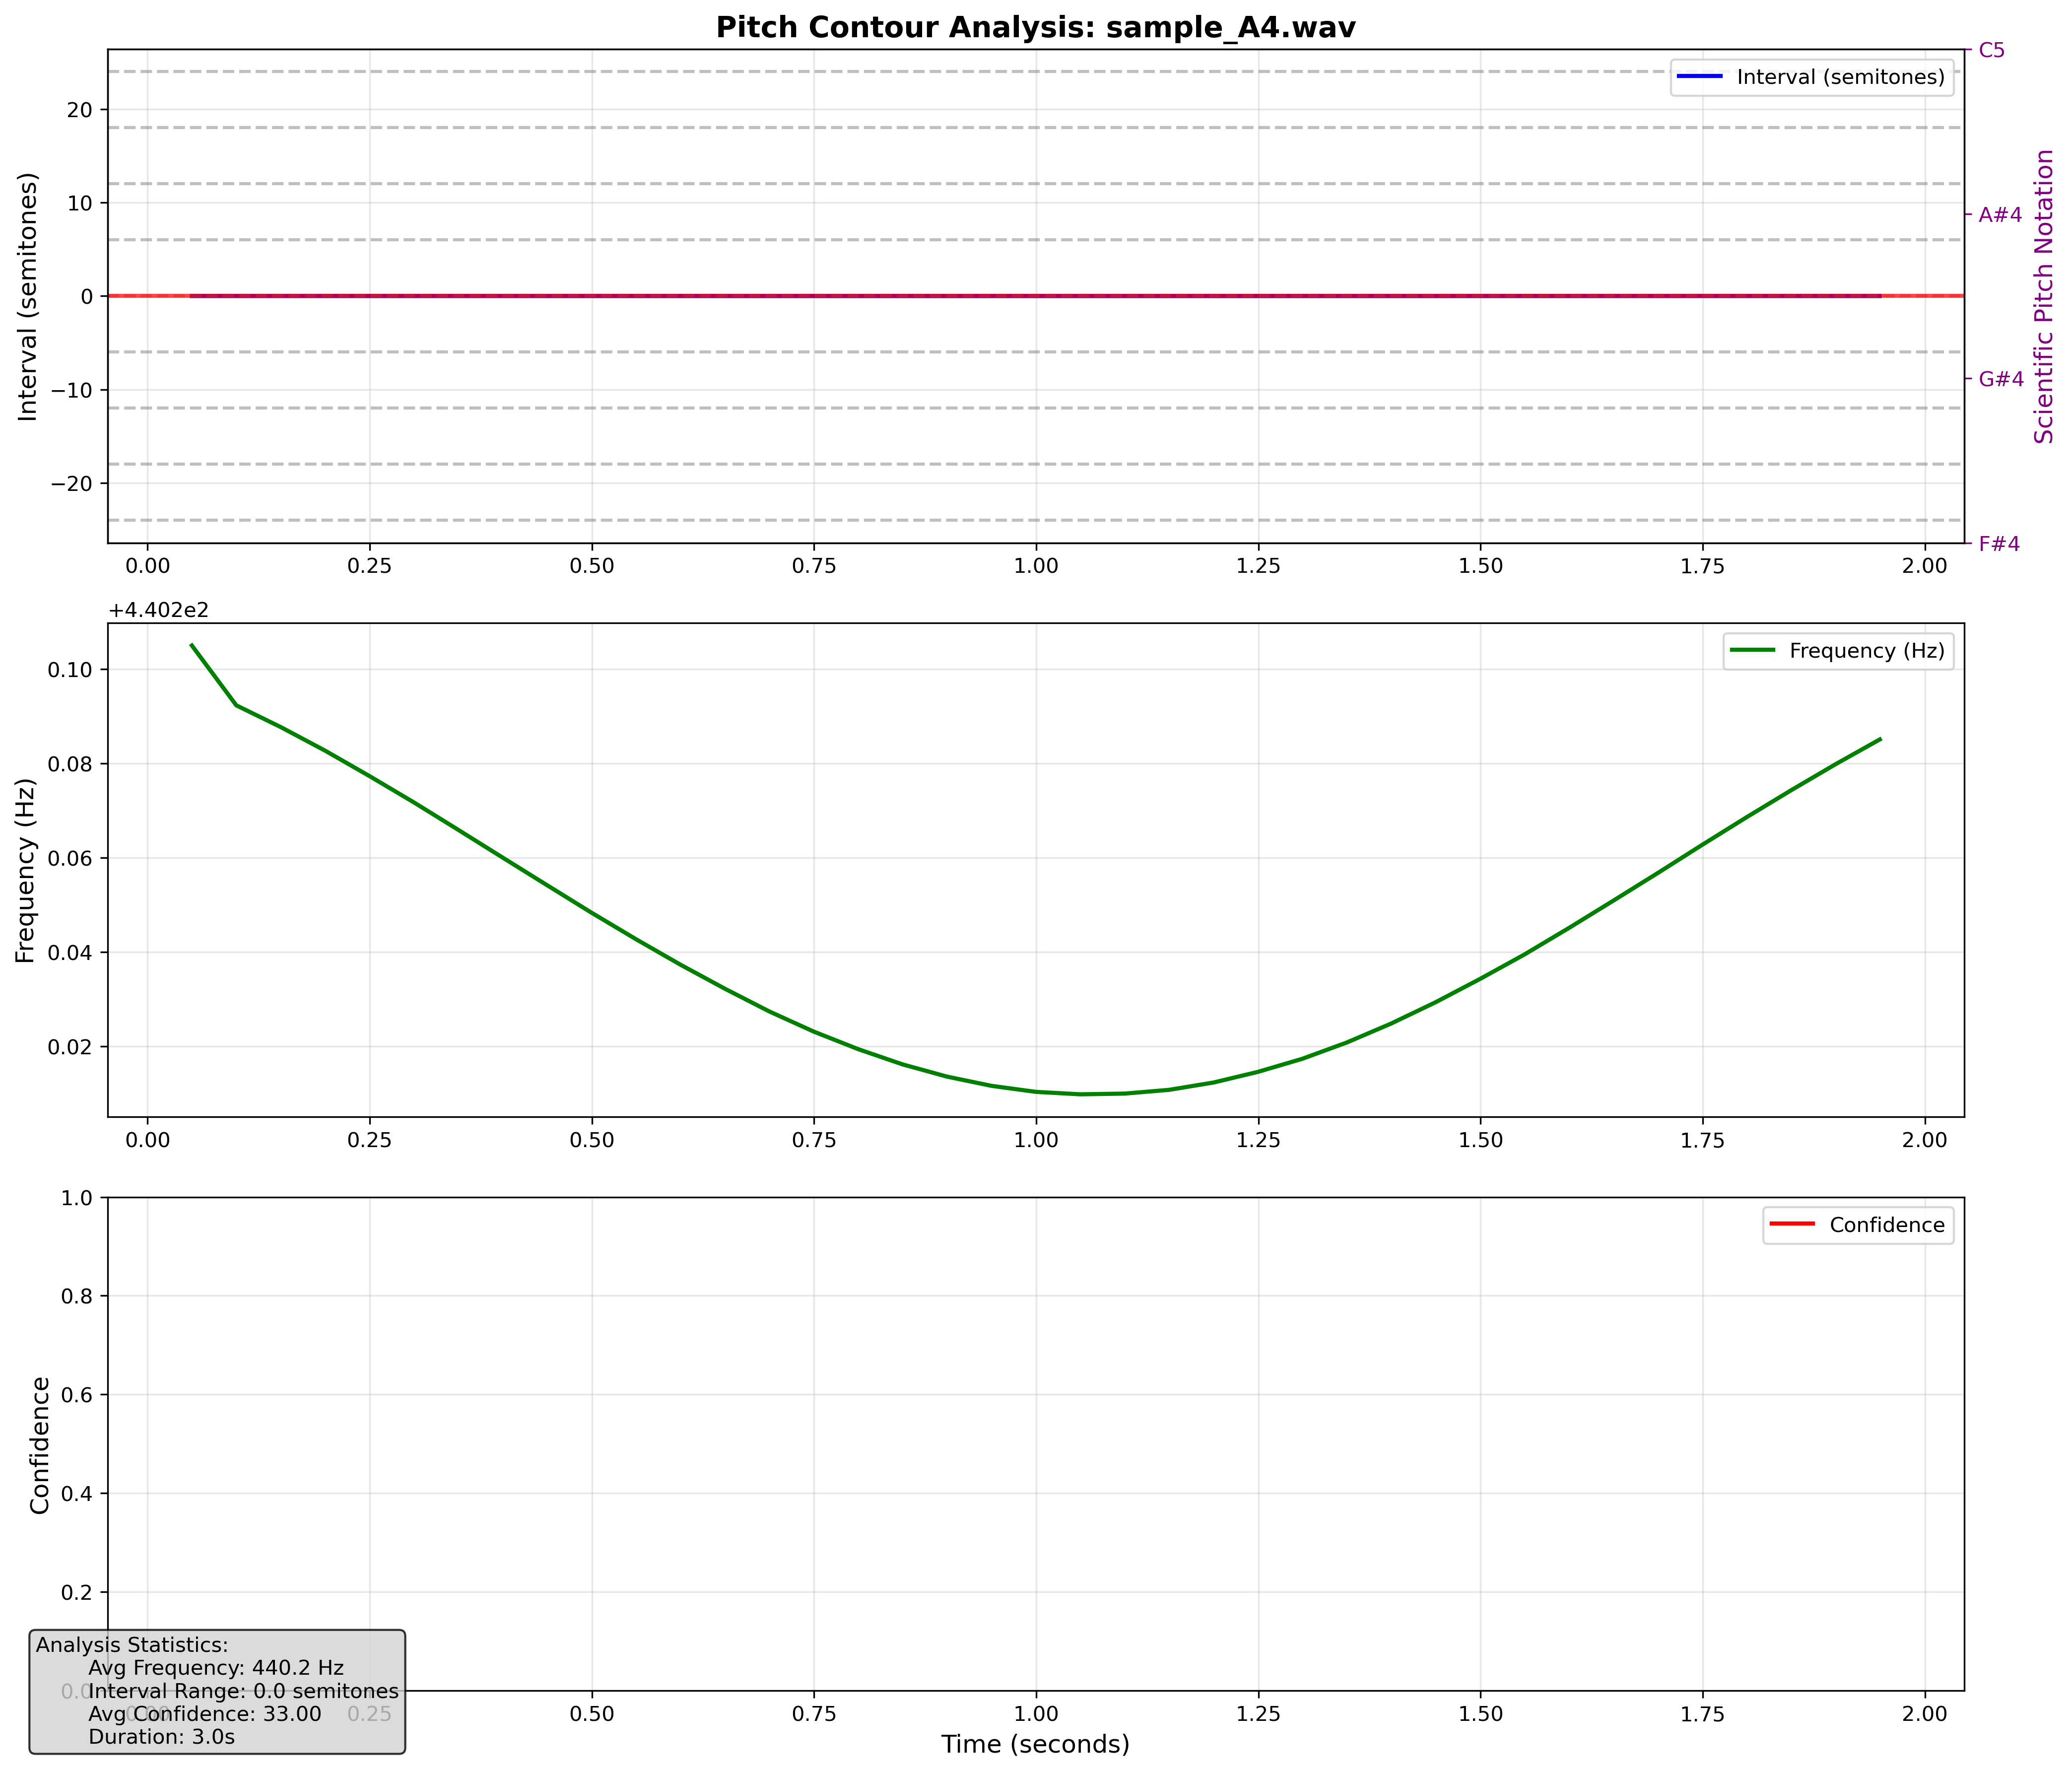 Pitch Contour Analysis: sample_A4.wav
Interval (semitones)
20
10
0
−10
−20
Interval (semitones)
C5
A#4
G#4
F#4
Scientific Pitch Notation
0.00 0.25 0.50 0.75 1.00 1.25 1.50 1.75 2.00
+4.402e2
Frequency (Hz)
0.10
0.08
0.06
0.04
0.02
Frequency (Hz)
0.00 0.25 0.50 0.75 1.00 1.25 1.50 1.75 2.00
Confidence
1.0
0.8
0.6
0.4
0.2
0.0
Confidence
0.00 0.25 0.50 0.75 1.00 1.25 1.50 1.75 2.00
Time (seconds)
Analysis Statistics:
Avg Frequency: 440.2 Hz
Interval Range: 0.0 semitones
Avg Confidence: 33.00
Duration: 3.0s